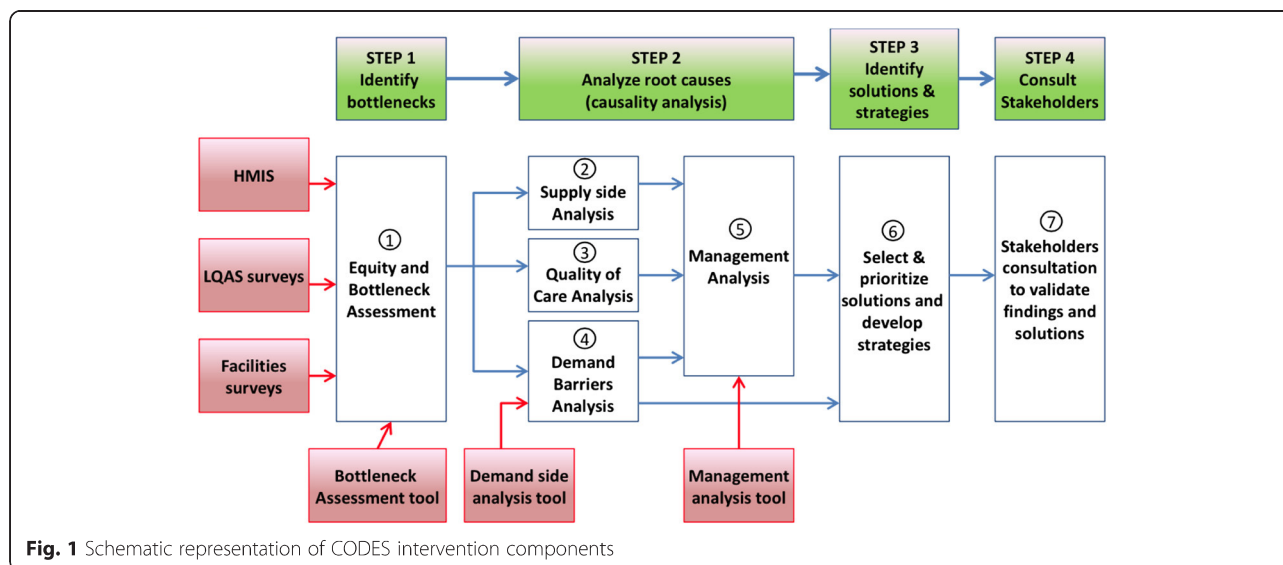 STEP 1
Identify
bottlenecks
STEP 2
Analyze root causes
(causality analysis)
STEP 3
Identify
solutions &
strategies
STEP 4
Consult
Stakeholders
HMIS
LQAS surveys
Facilities
surveys
①
Equity and
Bottleneck
Assessment
②
Supply side
Analysis
③
Quality of
Care Analysis
④
Demand
Barriers
Analysis
⑤
Management
Analysis
⑥
Select &
prioritize
solutions and
develop
strategies
⑦
Stakeholders
consultation
to validate
findings and
solutions
Bottleneck
Assessment tool
Demand side
analysis tool
Management
analysis tool
Fig. 1 Schematic representation of CODES intervention components